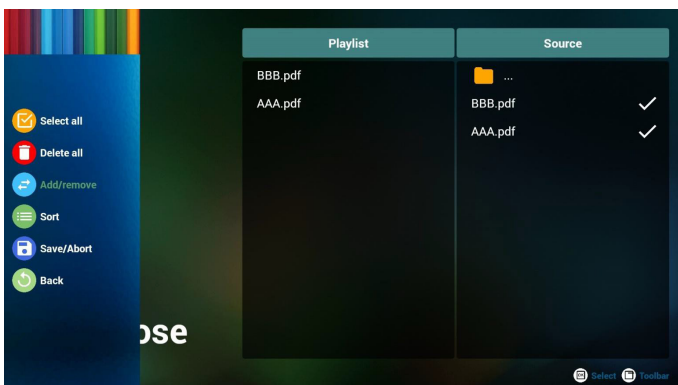 Playlist
Source
BBB.pdf
AAA.pdf
...
BBB.pdf
AAA.pdf
Select all
Delete all
Add/remove
Sort
Save/Abort
Back
ose
Select
Toolbar